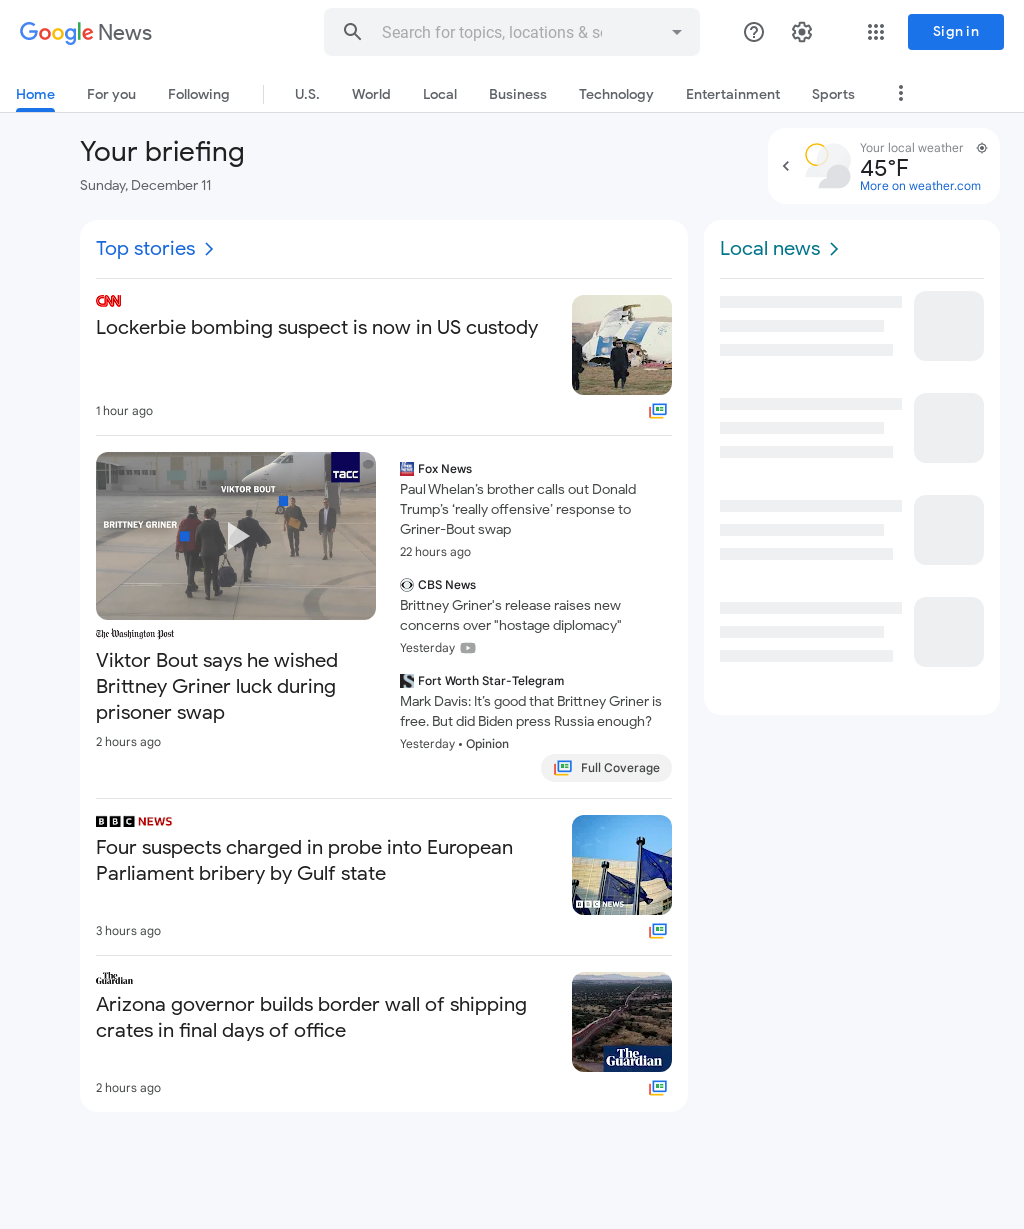 Google News
Search for topics, locations & so
Sign in
Home
For you
Following
U.S.
World
Local
Business
Technology
Entertainment
Sports
Your briefing
Sunday, December 11
Your local weather
45°F
More on weather.com
Top stories
CNN
Lockerbie bombing suspect is now in US custody
1 hour ago
TACC
VIKTOR BOUT
BRITTNEY GRINER
The Washington Post
Viktor Bout says he wished
Brittney Griner luck during
prisoner swap
2 hours ago
Fox News
Paul Whelan’s brother calls out Donald
Trump’s ‘really offensive’ response to
Griner-Bout swap
22 hours ago
CBS News
Brittney Griner's release raises new
concerns over "hostage diplomacy"
Yesterday
Fort Worth Star-Telegram
Mark Davis: It’s good that Brittney Griner is
free. But did Biden press Russia enough?
Yesterday • Opinion
Full Coverage
BBC NEWS
Four suspects charged in probe into European
Parliament bribery by Gulf state
BBC NEWS
3 hours ago
The
Guardian
Arizona governor builds border wall of shipping
crates in final days of office
The
Guardian
2 hours ago
Local news